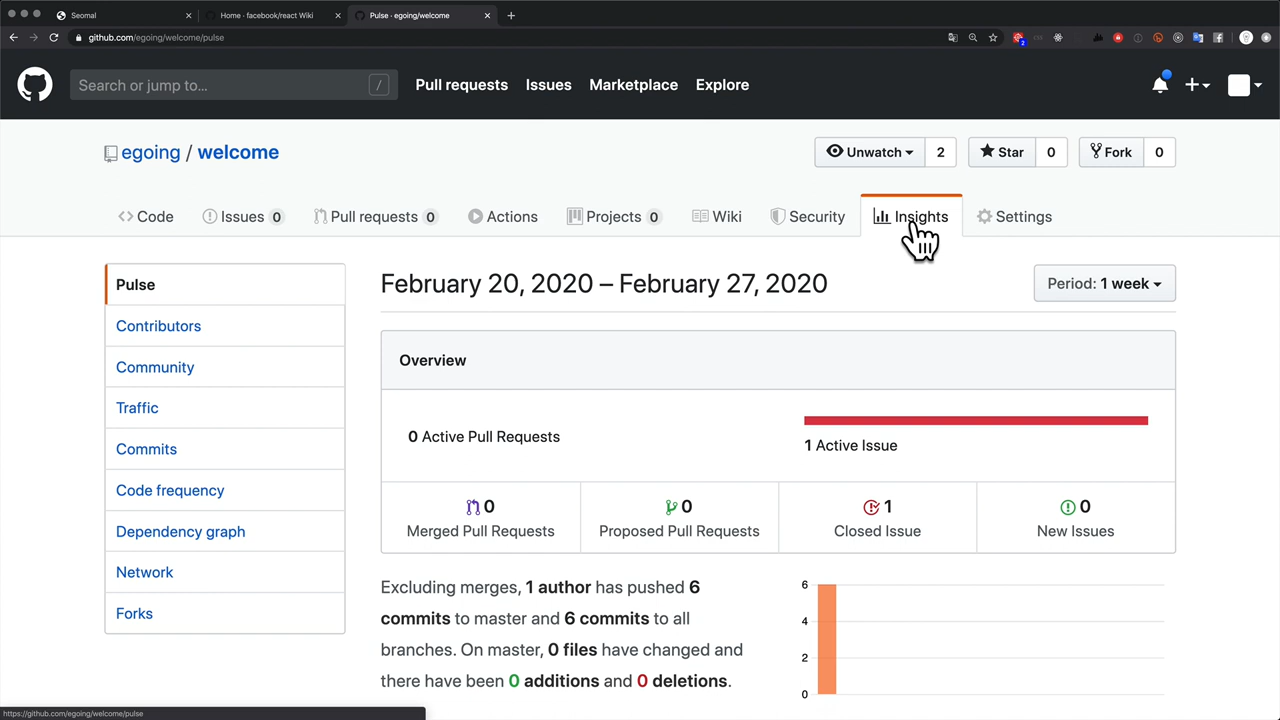 Seomal
Home · facebook/react Wiki
Pulse · egoing/welcome
github.com/egoing/welcome/pulse
2
Search or jump to…
/
Pull requests
Issues
Marketplace
Explore
egoing / welcome
Unwatch
2
Star
0
Fork
0
Code
Issues 0
Pull requests 0
Actions
Projects 0
Wiki
Security
Insights
Settings
Pulse
Contributors
Community
Traffic
Commits
Code frequency
Dependency graph
Network
Forks
February 20, 2020 – February 27, 2020
Period: 1 week
Overview
0 Active Pull Requests
1 Active Issue
0
Merged Pull Requests
0
Proposed Pull Requests
1
Closed Issue
0
New Issues
Excluding merges, 1 author has pushed 6
commits to master and 6 commits to all
branches. On master, 0 files have changed and
there have been 0 additions and 0 deletions.
6
4
2
0
https://github.com/egoing/welcome/pulse